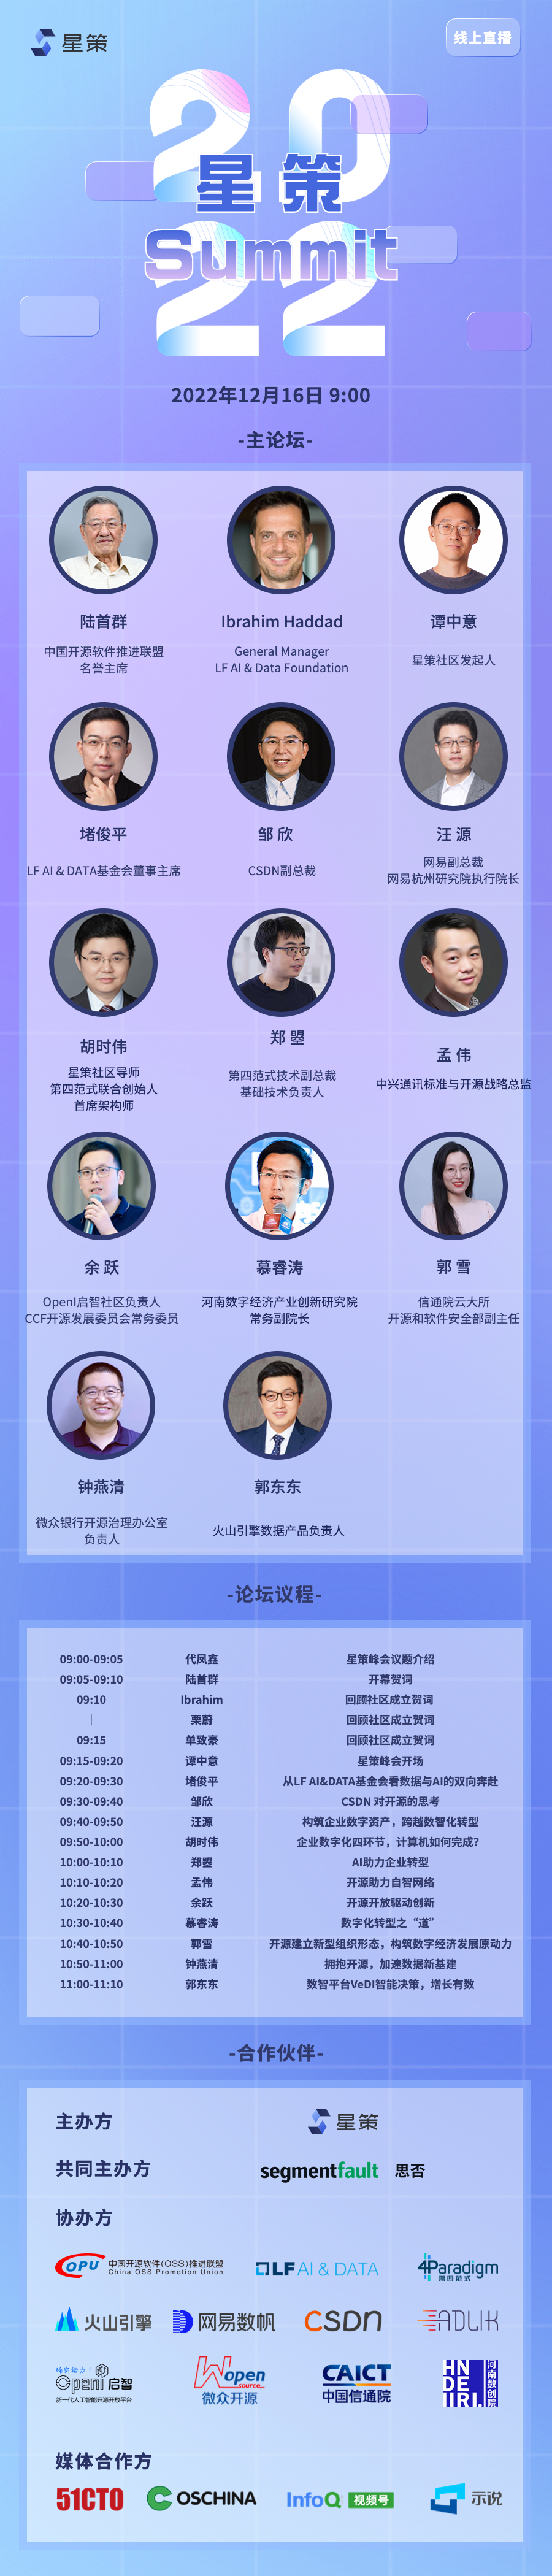 星策
线上直播
2022
星策
Summit
2022年12月16日 9:00
-主论坛-
陆首群
中国开源软件推进联盟
名誉主席
Ibrahim Haddad
General Manager
LF AI & Data Foundation
谭中意
星策社区发起人
堵俊平
LF AI & DATA基金会董事主席
邹 欣
CSDN副总裁
汪 源
网易副总裁
网易杭州研究院执行院长
胡时伟
星策社区导师
第四范式联合创始人
首席架构师
郑 曌
第四范式技术副总裁
基础技术负责人
孟 伟
中兴通讯标准与开源战略总监
余 跃
OpenI启智社区负责人
CCF开源发展委员会常务委员
慕睿涛
河南数字经济产业创新研究院
常务副院长
郭 雪
信通院云大所
开源和软件安全部副主任
钟燕清
微众银行开源治理办公室
负责人
郭东东
火山引擎数据产品负责人
-论坛议程-
09:00-09:05 代凤鑫 星策峰会议题介绍
09:05-09:10 陆首群 开幕贺词
09:10 Ibrahim 回顾社区成立贺词
| 栗蔚 回顾社区成立贺词
09:15 单致豪 回顾社区成立贺词
09:15-09:20 谭中意 星策峰会开场
09:20-09:30 堵俊平 从LF AI&DATA基金会看数据与AI的双向奔赴
09:30-09:40 邹欣 CSDN 对开源的思考
09:40-09:50 汪源 构筑企业数字资产，跨越数智化转型
09:50-10:00 胡时伟 企业数字化四环节，计算机如何完成?
10:00-10:10 郑曌 AI助力企业转型
10:10-10:20 孟伟 开源助力自智网络
10:20-10:30 余跃 开源开放驱动创新
10:30-10:40 慕睿涛 数字化转型之“道”
10:40-10:50 郭雪 开源建立新型组织形态，构筑数字经济发展原动力
10:50-11:00 钟燕清 拥抱开源，加速数据新基建
11:00-11:10 郭东东 数智平台VeDI智能决策，增长有数
-合作伙伴-
主办方
星策
共同主办方
segmentfault 思否
协办方
OPU 中国开源软件(OSS)推进联盟
China OSS Promotion Union
LF AI & DATA
4Paradigm
第四范式
火山引擎
网易数帆
CSDN
ADLIK
OpenI 启智
新一代人工智能开源开放平台
Wopen
source...
微众开源
CAICT
中国信通院
HN
DE
IIRI
河南数创院
媒体合作方
51CTO
OSCHINA
InfoQ 视频号
示说